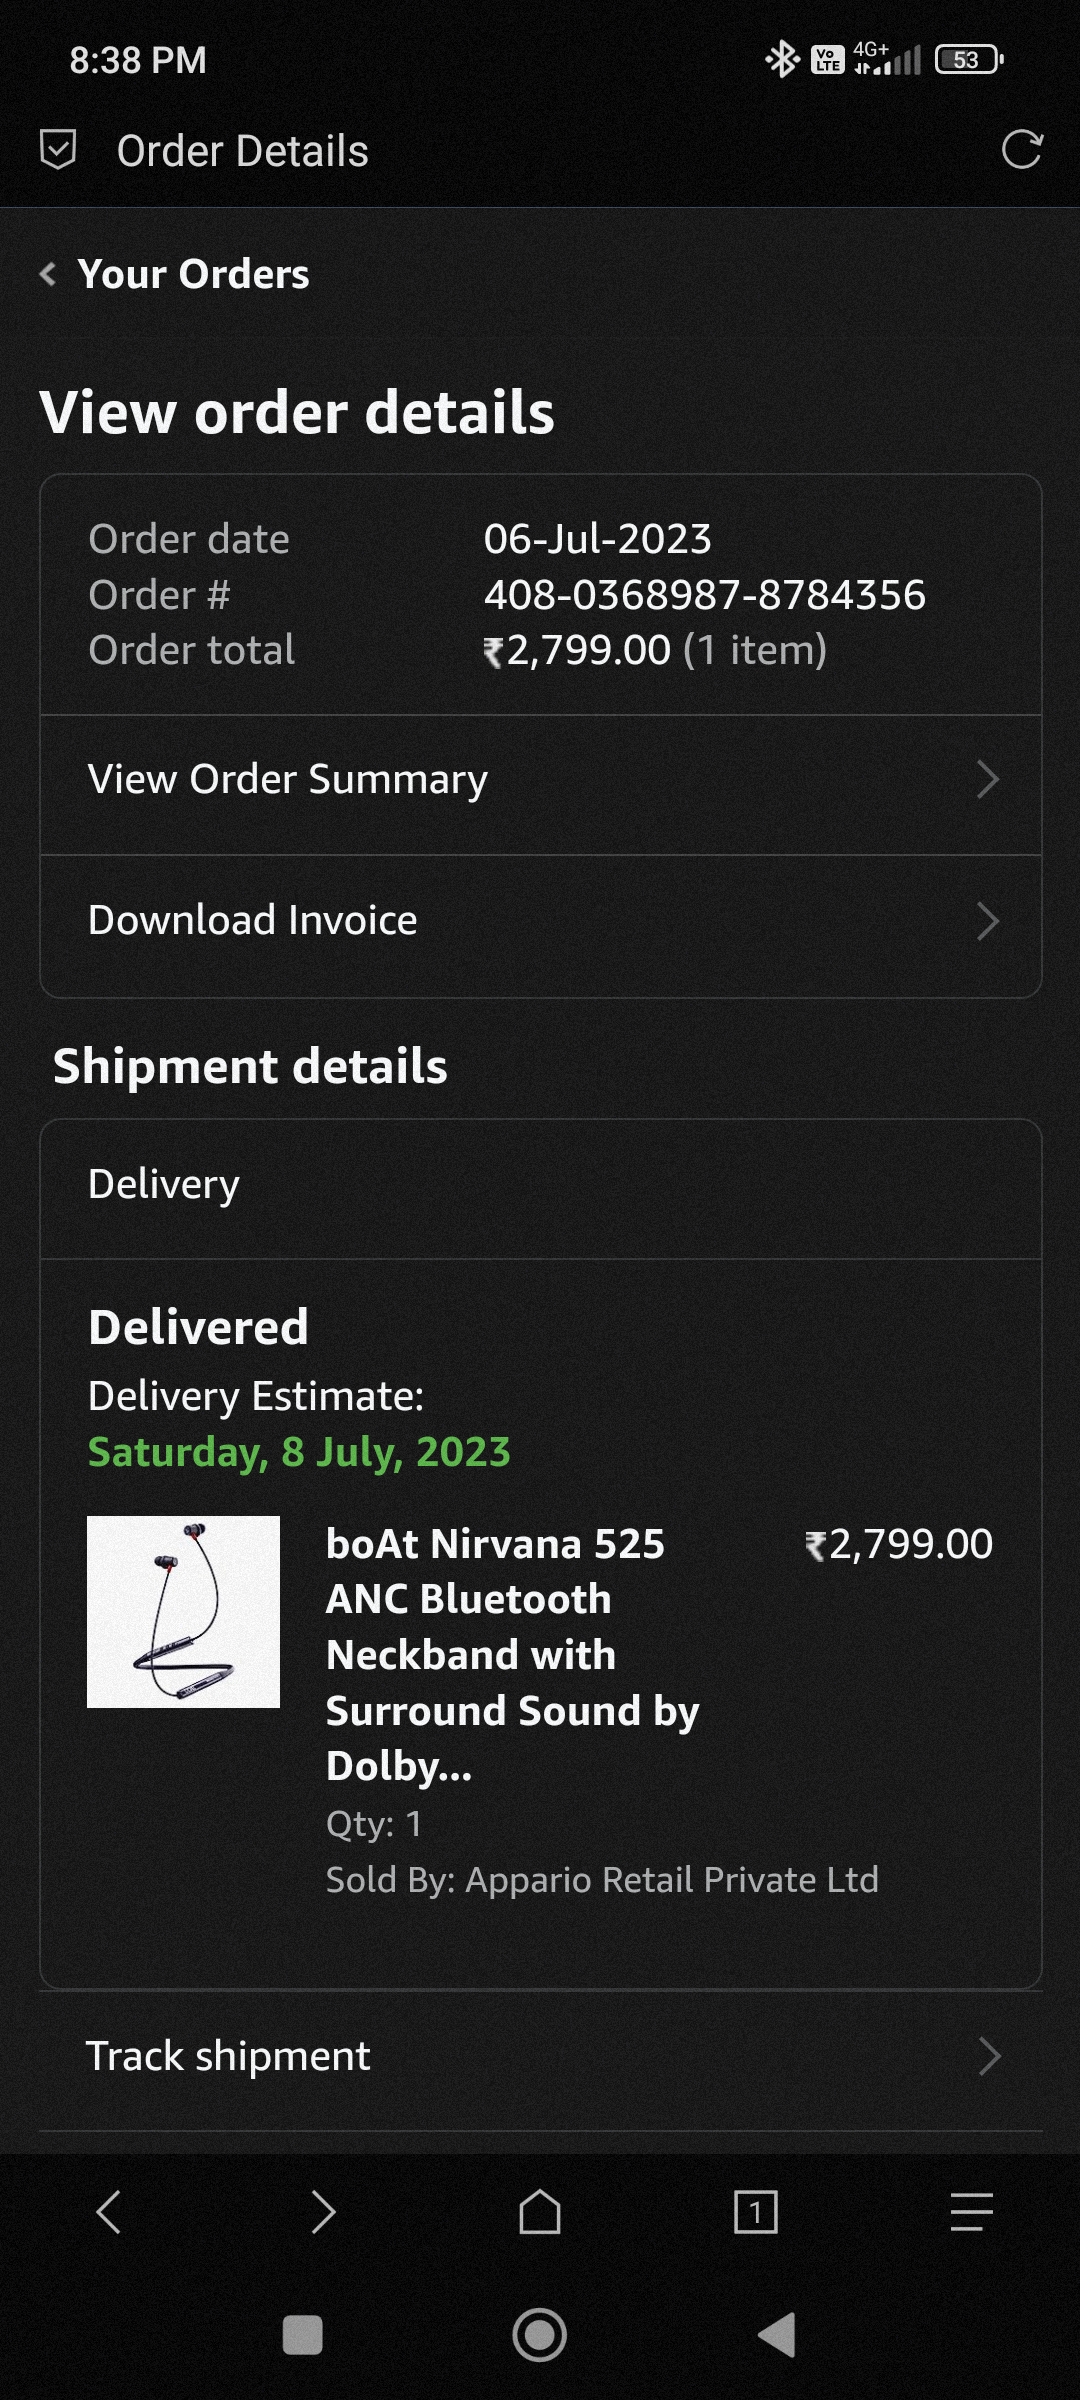 8:38 PM
Vo LTE 4G+ 53
Order Details
Your Orders
View order details
Order date 06-Jul-2023
Order # 408-0368987-8784356
Order total ₹2,799.00 (1 item)
View Order Summary
Download Invoice
Shipment details
Delivery
Delivered
Delivery Estimate:
Saturday, 8 July, 2023
boAt Nirvana 525 ₹2,799.00
ANC Bluetooth
Neckband with
Surround Sound by
Dolby...
Qty: 1
Sold By: Appario Retail Private Ltd
Track shipment
1